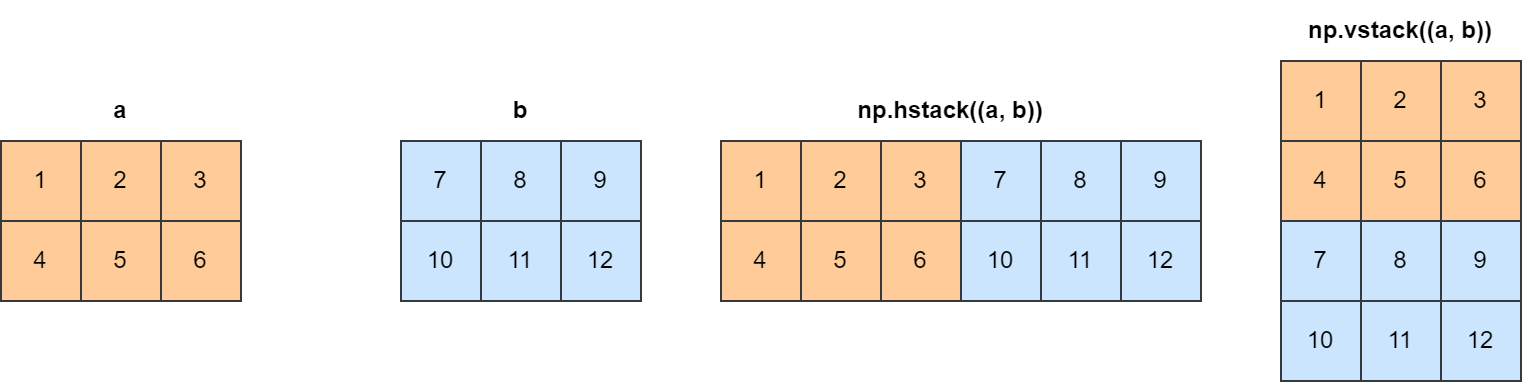 np.vstack((a, b))
a
b
np.hstack((a, b))
1 2 3
4 5 6
7 8 9
10 11 12
1 2 3 7 8 9
4 5 6 10 11 12
1 2 3
4 5 6
7 8 9
10 11 12